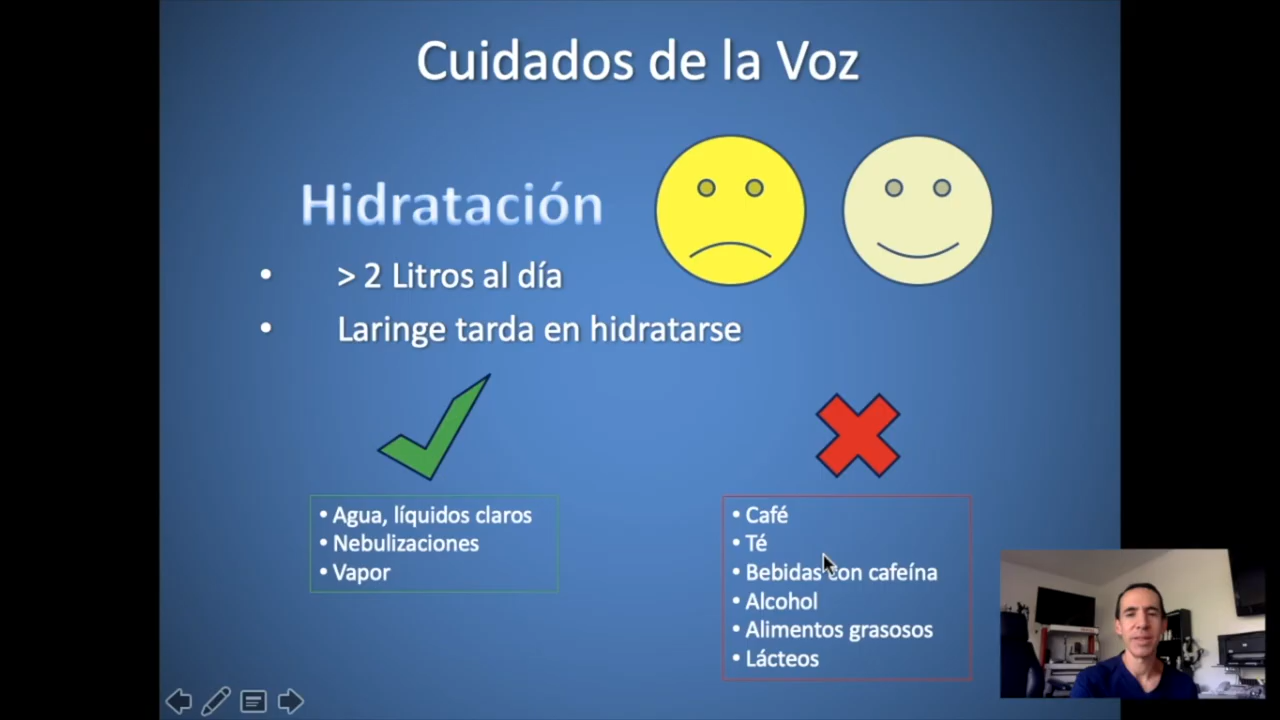 Cuidados de la Voz
Hidratación
• > 2 Litros al día
• Laringe tarda en hidratarse
• Agua, líquidos claros
• Nebulizaciones
• Vapor
• Café
• Té
• Bebidas con cafeína
• Alcohol
• Alimentos grasosos
• Lácteos